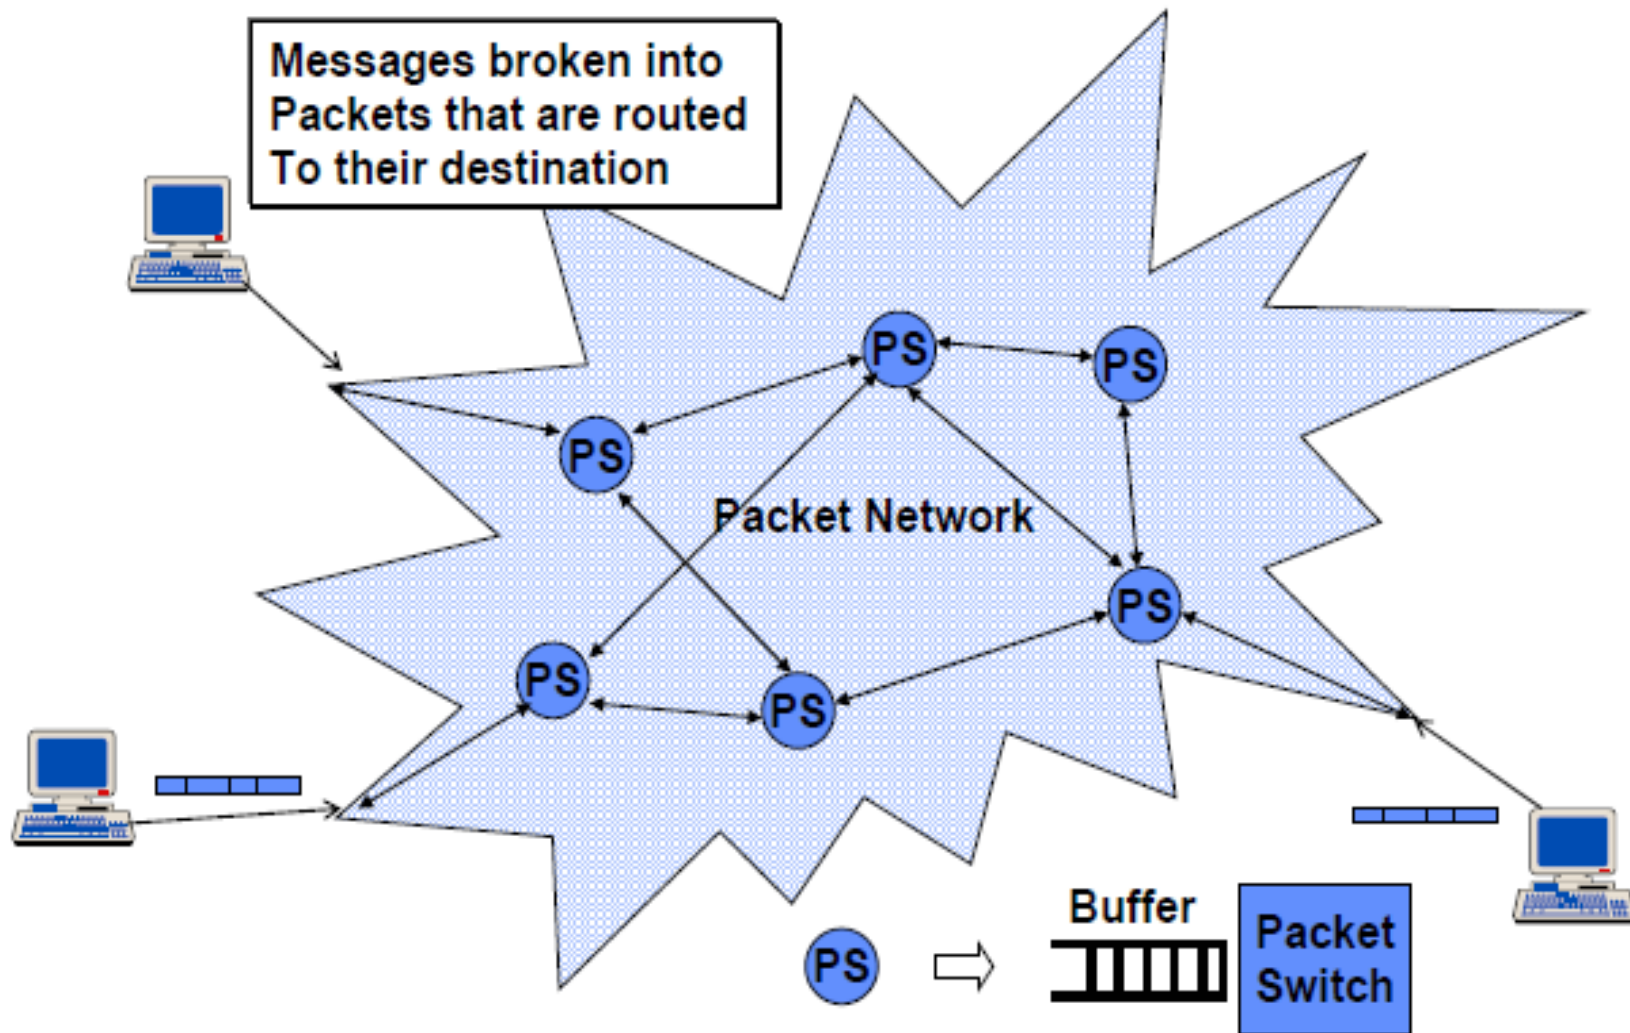 Messages broken into
Packets that are routed
To their destination
PS
PS
PS
Packet Network
PS
PS
PS
Buffer
PS
Packet
Switch